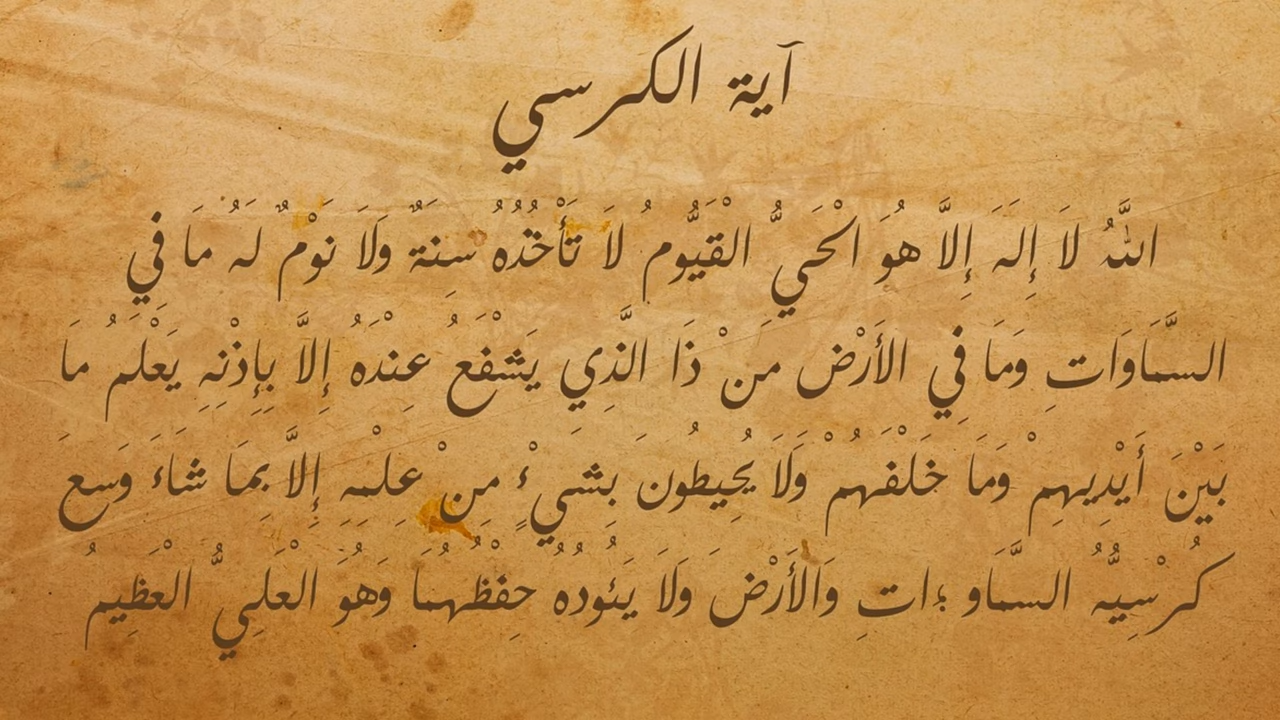 آية الكرسي
اللَّهُ لَا إِلَهَ إِلَّا هُوَ الْحَيُّ الْقَيُّومُ لَا تَأْخُذُهُ سِنَةٌ وَلَا نَوْمٌ لَهُ مَا فِي
السَّمَاوَاتِ وَمَا فِي الْأَرْضِ مَنْ ذَا الَّذِي يَشْفَعُ عِنْدَهُ إِلَّا بِإِذْنِهِ يَعْلَمُ مَا
بَيْنَ أَيْدِيهِمْ وَمَا خَلْفَهُمْ وَلَا يُحِيطُونَ بِشَيْءٍ مِنْ عِلْمِهِ إِلَّا بِمَا شَاءَ وَسِعَ
كُرْسِيُّهُ السَّمَاو ؛اتِ وَالْأَرْضَ وَلَا يَئُودُهُ حِفْظُهُمَا وَهُوَ الْعَلِيُّ الْعَظِيمُ